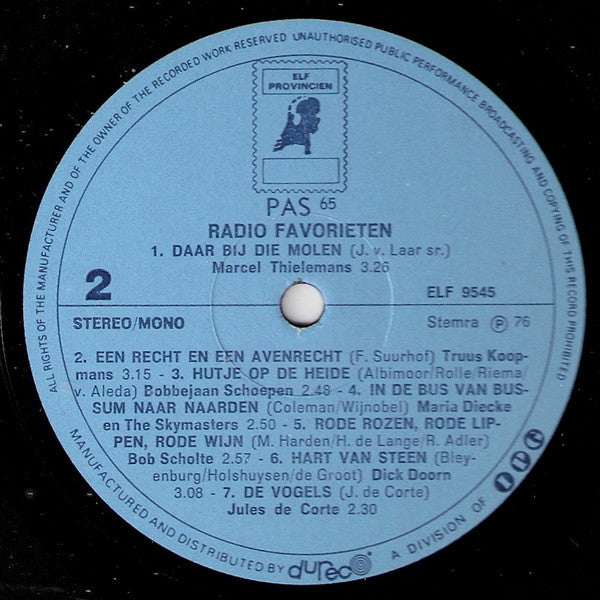 ALL RIGHTS OF THE MANUFACTURER AND OF THE OWNER OF THE RECORDED WORK RESERVED UNAUTHORISED PUBLIC PERFORMANCE BROADCASTING AND COPYING OF THIS RECORD PROHIBITED
ELF
PROVINCIEN
PAS 65
RADIO FAVORIETEN
1. DAAR BIJ DIE MOLEN (J. v. Laar sr.)
Marcel Thielemans 3.26
2
ELF 9545
STEREO/MONO
Stemra Ⓟ 76
2. EEN RECHT EN EEN AVENRECHT (F. Suurhof) Truus Koop-
mans 3.15 - 3. HUTJE OP DE HEIDE (Albimoor/Rolle/Riema/
v. Aleda) Bobbejaan Schoepen 2.48 - 4. IN DE BUS VAN BUS-
SUM NAAR NAARDEN (Coleman/Wijnobel) Maria Diecke
en The Skymasters 2.50 - 5. RODE ROZEN, RODE LIP-
PEN, RODE WIJN (M. Harden/H. de Lange/R. Adler)
Bob Scholte 2.57 - 6. HART VAN STEEN (Bley-
enburg/Holshuysen/de Groot) Dick Doorn
3.08 - 7. DE VOGELS (J. de Corte)
Jules de Corte 2.30
MANUFACTURED AND DISTRIBUTED BY dureco A DIVISION OF